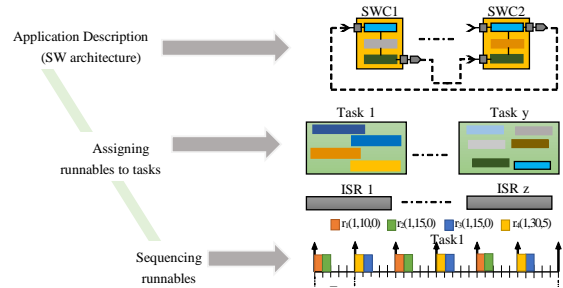 SWC1 SWC2
Application Description
(SW architecture)
Task 1 Task y
Assigning
runnables to tasks
ISR 1 ISR z
r₁(1,10,0) r₂(1,15,0) r₃(1,15,0) r₄(1,30,5)
Task1
Sequencing
runnables